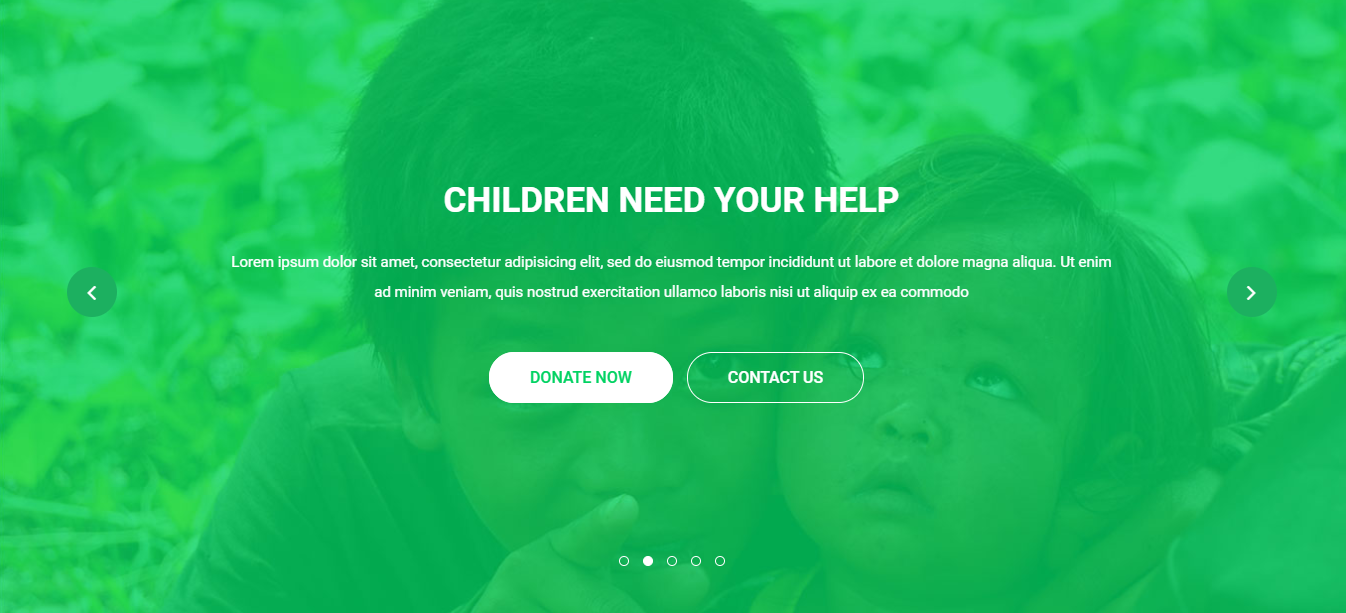 CHILDREN NEED YOUR HELP
Lorem ipsum dolor sit amet, consectetur adipisicing elit, sed do eiusmod tempor incididunt ut labore et dolore magna aliqua. Ut enim
ad minim veniam, quis nostrud exercitation ullamco laboris nisi ut aliquip ex ea commodo
DONATE NOW CONTACT US